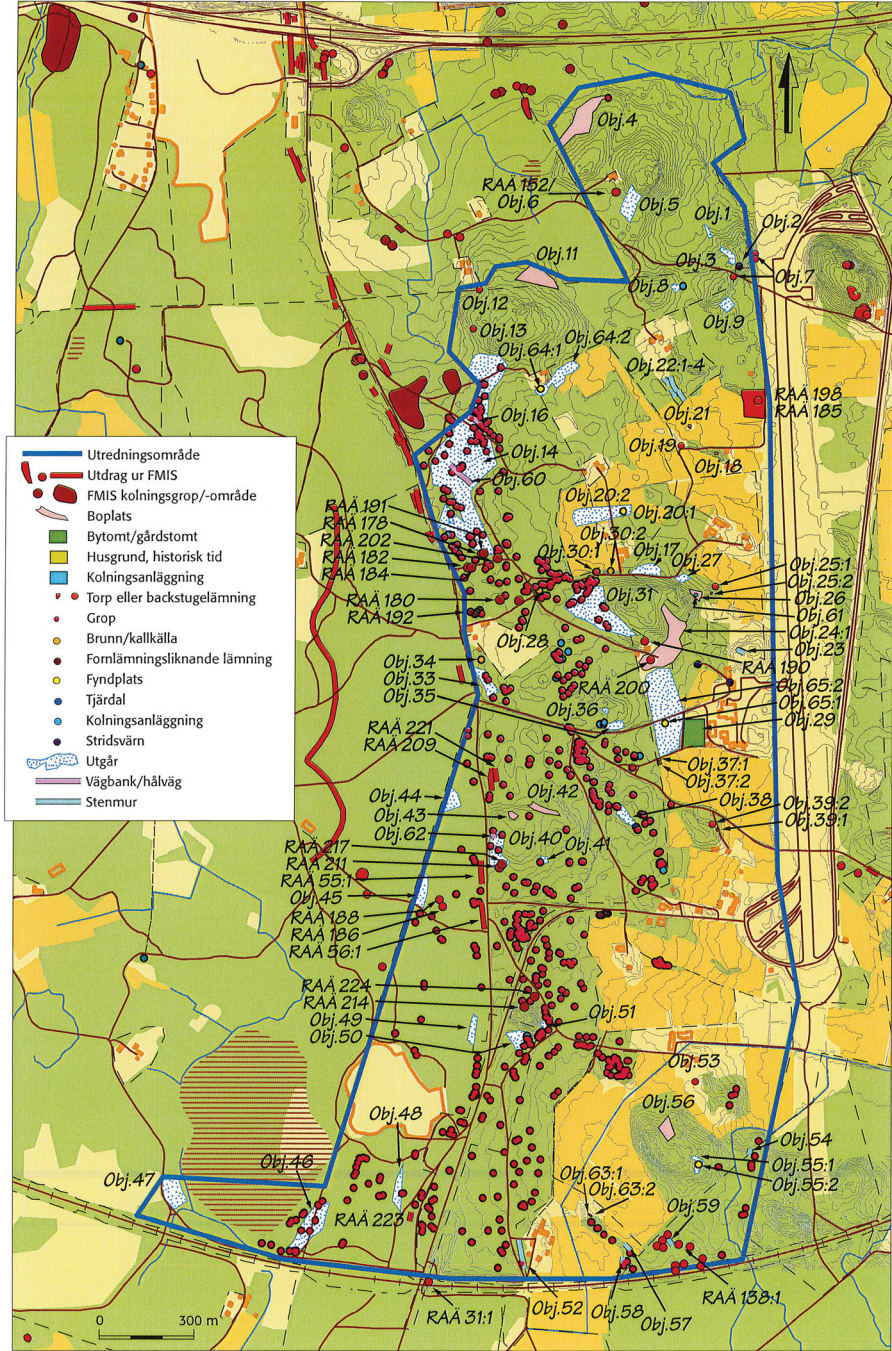 Obj.4
RAÄ 152/
Obj.6
Obj.5
Obj.1
Obj.2
Obj.3
Obj.7
Obj.11
Obj.8
Obj.9
Obj.12
Obj.13
Obj.64:1
Obj.64:2
Obj.22:1-4
Obj.21
RAÄ 198
RAÄ 185
Obj.16
Obj.14
Obj.19
Obj.18
Obj.60
Utredningsområde
Utdrag ur FMIS
FMIS kolningsgrop/-område
Boplats
Bytomt/gårdstomt
Husgrund, historisk tid
Kolningsanläggning
Torp eller backstugelämning
Grop
Brunn/kallkälla
Fornlämningsliknande lämning
Fyndplats
Tjärdal
Kolningsanläggning
Stridsvärn
Utgår
Vägbank/hålväg
Stenmur
RAÄ 191
RAÄ 178
RAÄ 202
RAÄ 182
RAÄ 184
RAÄ 180
RAÄ 192
Obj.20:2
Obj.20:1
Obj.30:2
Obj.30:1
Obj.17
Obj.27
Obj.25:1
Obj.25:2
Obj.26
Obj.61
Obj.24:1
Obj.23
Obj.31
Obj.28
RAÄ 190
RAÄ 200
Obj.34
Obj.33
Obj.35
Obj.36
Obj.65:2
Obj.65:1
Obj.29
RAÄ 221
RAÄ 209
Obj.37:1
Obj.37:2
Obj.44
Obj.43
Obj.62
Obj.42
Obj.38
Obj.39:2
Obj.39:1
Obj.40
Obj.41
RAÄ 217
RAÄ 211
RAÄ 55:1
Obj.45
RAÄ 188
RAÄ 186
RAÄ 56:1
RAÄ 224
RAÄ 214
Obj.49
Obj.50
Obj.51
Obj.53
Obj.56
Obj.48
Obj.54
Obj.55:1
Obj.55:2
Obj.47
Obj.46
RAÄ 223
Obj.63:1
Obj.63:2
Obj.59
0 300 m
RAÄ 31:1
Obj.52
Obj.58
Obj.57
RAÄ 138:1